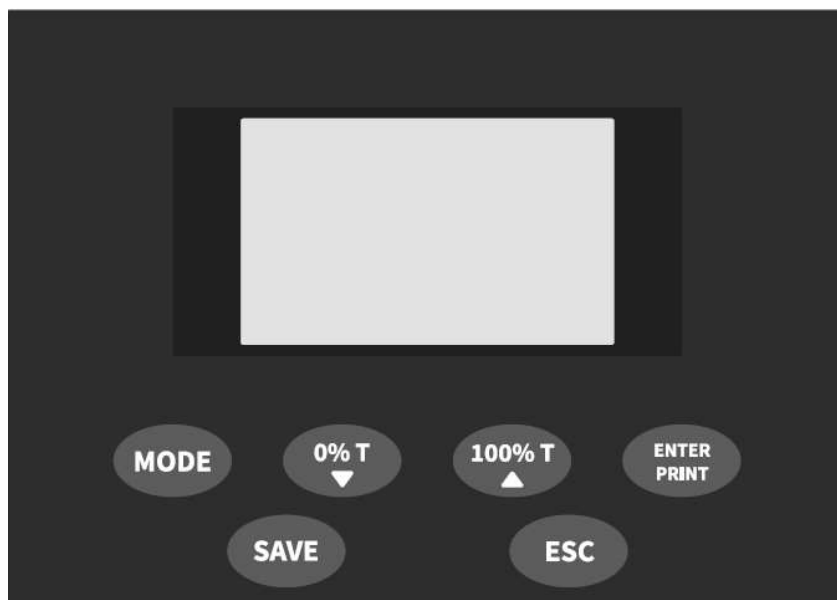 MODE
0% T
100% T
ENTER
PRINT
SAVE
ESC